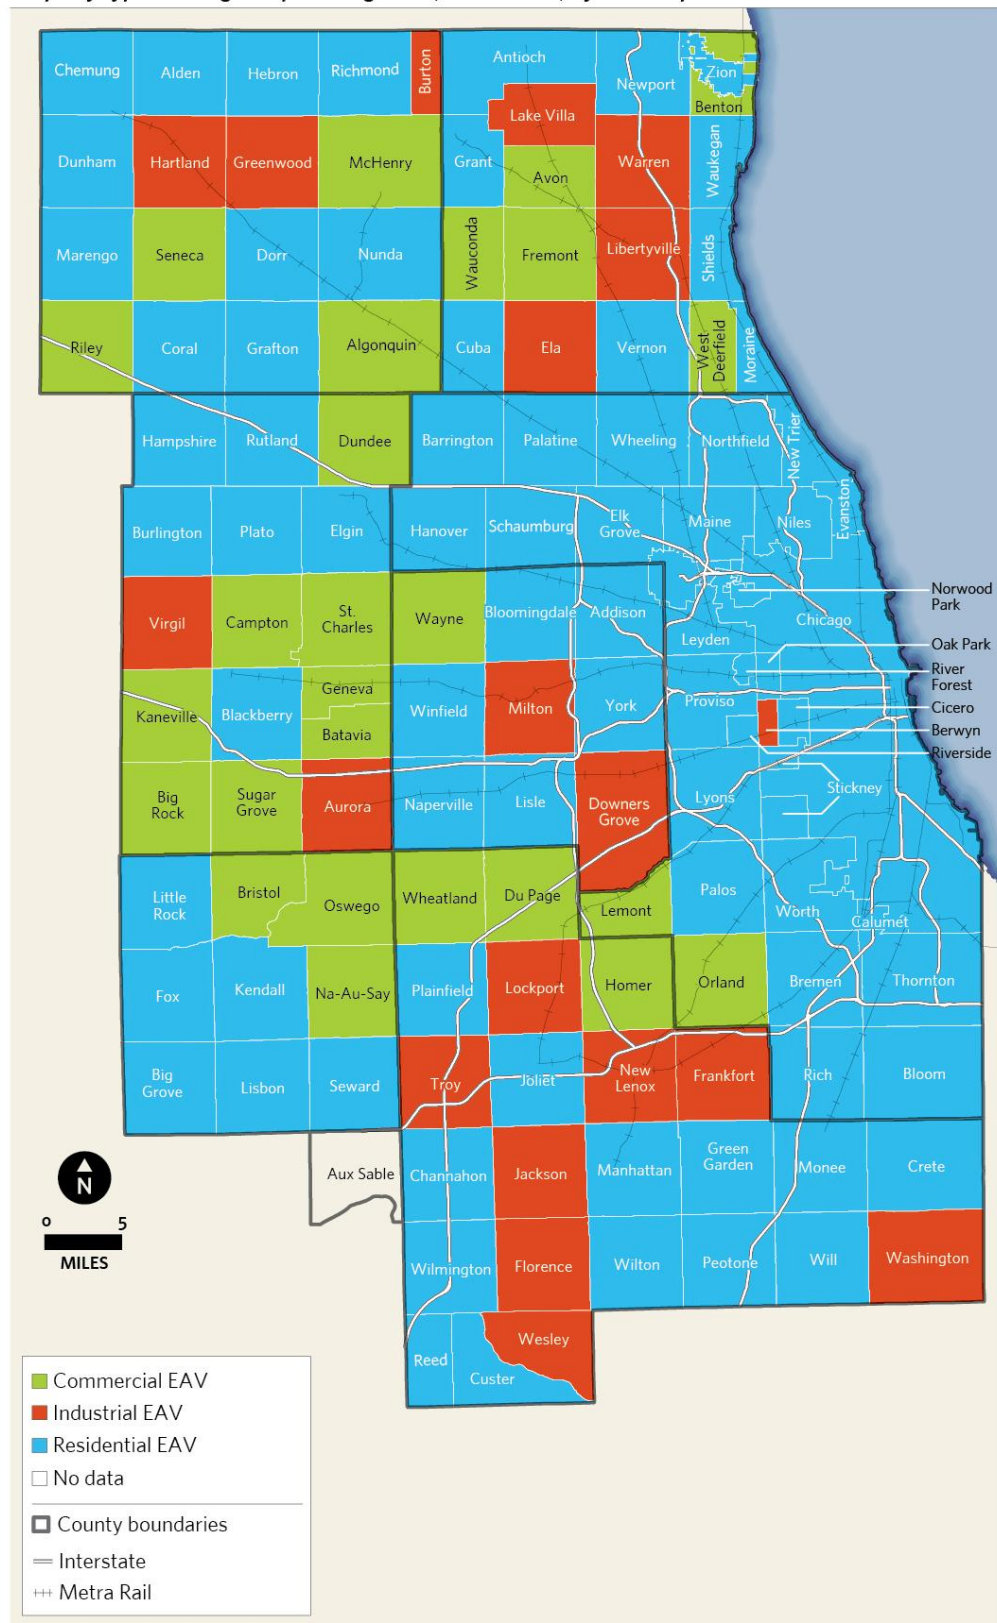 Chemung
Alden
Hebron
Richmond
Burton
Antioch
Newport
Zion
Benton
Lake Villa
Dunham
Hartland
Greenwood
McHenry
Grant
Avon
Warren
Waukegan
Marengo
Seneca
Dorr
Nunda
Wauconda
Fremont
Libertyville
Shields
Riley
Coral
Grafton
Algonquin
Cuba
Ela
Vernon
West
Deerfield
Moraine
Hampshire
Rutland
Dundee
Barrington
Palatine
Wheeling
Northfield
New Trier
Burlington
Plato
Elgin
Hanover
Schaumburg
Elk
Grove
Maine
Niles
Evanston
Virgil
Campton
St.
Charles
Wayne
Bloomingdale
Addison
Leyden
Chicago
Norwood
Park
Oak Park
River
Forest
Cicero
Berwyn
Riverside
Kaneville
Blackberry
Geneva
Batavia
Winfield
Milton
York
Proviso
Big
Rock
Sugar
Grove
Aurora
Naperville
Lisle
Downers
Grove
Lyons
Stickney
Little
Rock
Bristol
Oswego
Wheatland
Du Page
Lemont
Palos
Worth
Calumet
Fox
Kendall
Na-Au-Say
Plainfield
Lockport
Homer
Orland
Bremen
Thornton
Big
Grove
Lisbon
Seward
Troy
Joliet
New
Lenox
Frankfort
Rich
Bloom
Aux Sable
Channahon
Jackson
Manhattan
Green
Garden
Monee
Crete
Wilmington
Florence
Wilton
Peotone
Will
Washington
Reed
Custer
Wesley
N
0 5
MILES
Commercial EAV
Industrial EAV
Residential EAV
No data
County boundaries
Interstate
Metra Rail